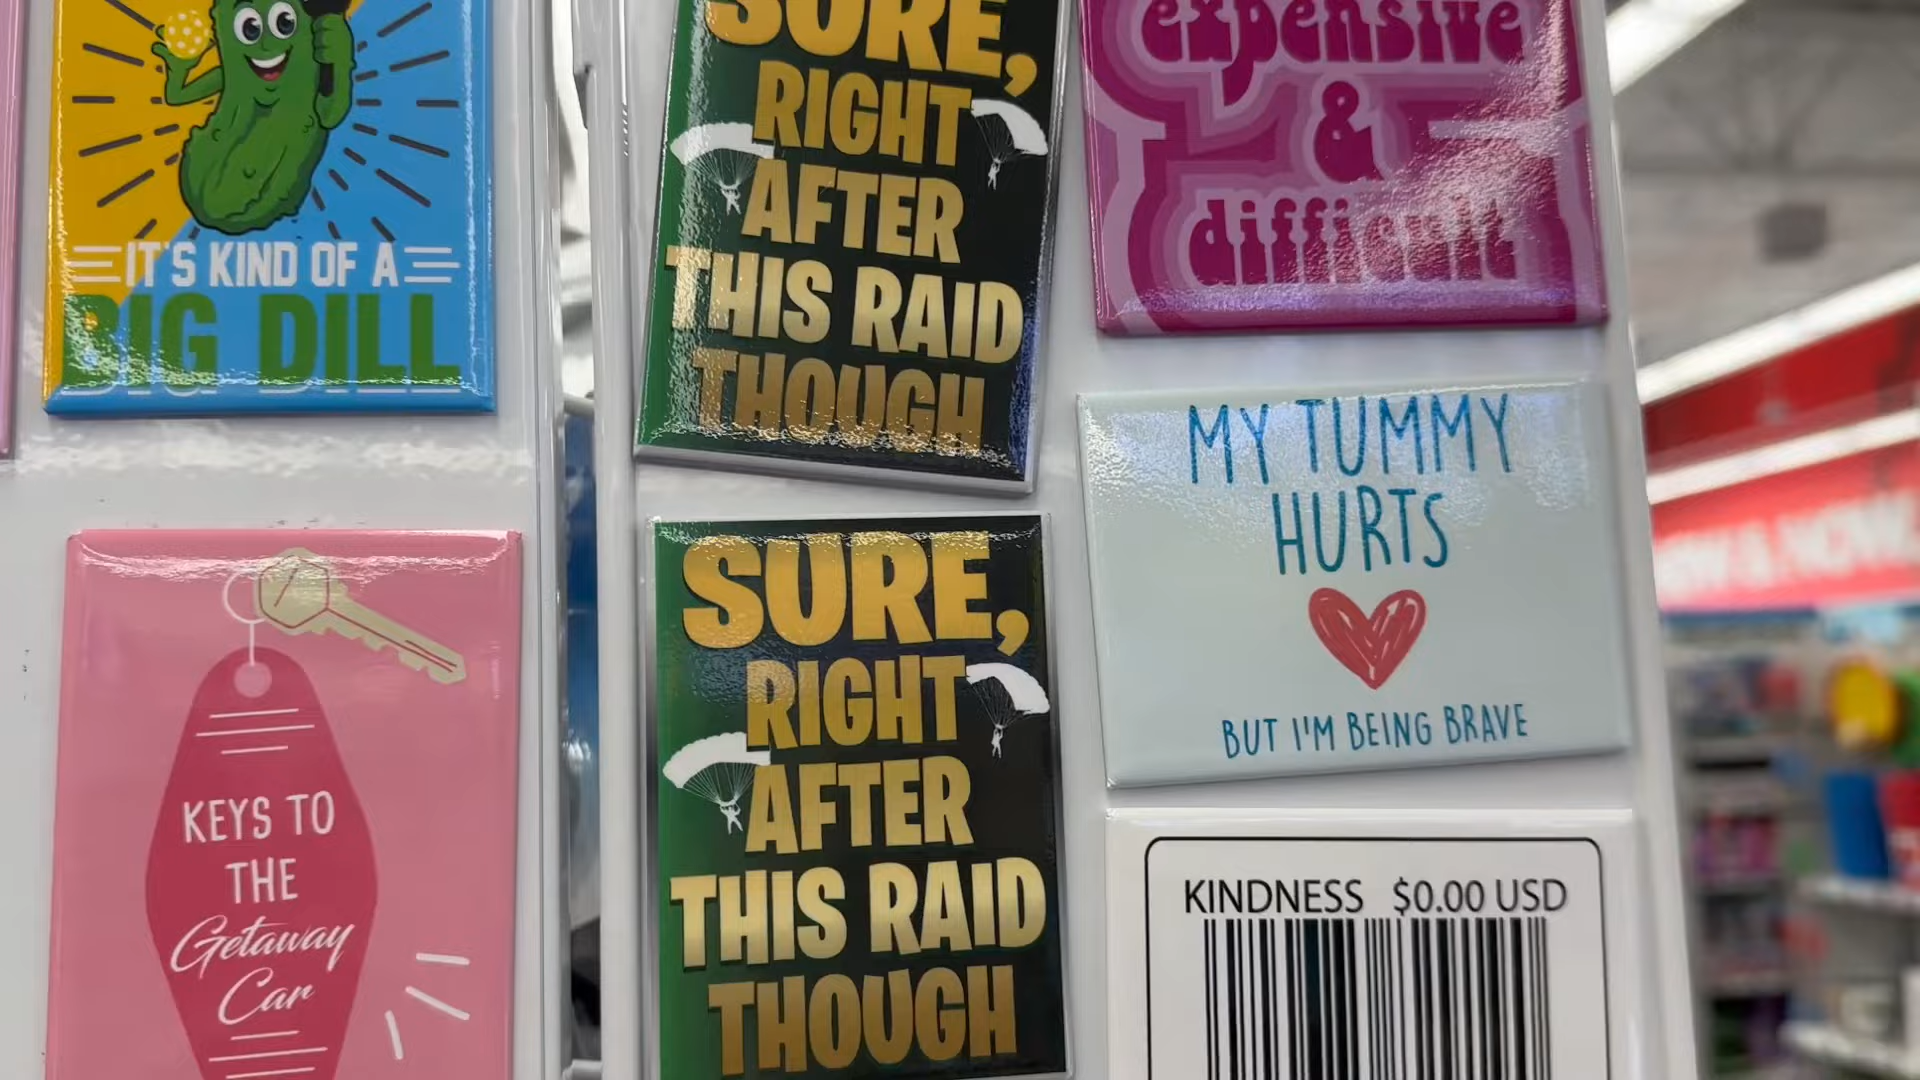 IT'S KIND OF A
BIG DILL
KEYS TO
THE
Getaway
Car
SURE,
RIGHT
AFTER
THIS RAID
THOUGH
SURE,
RIGHT
AFTER
THIS RAID
THOUGH
expensive
&
difficult
MY TUMMY
HURTS
BUT I'M BEING BRAVE
KINDNESS $0.00 USD